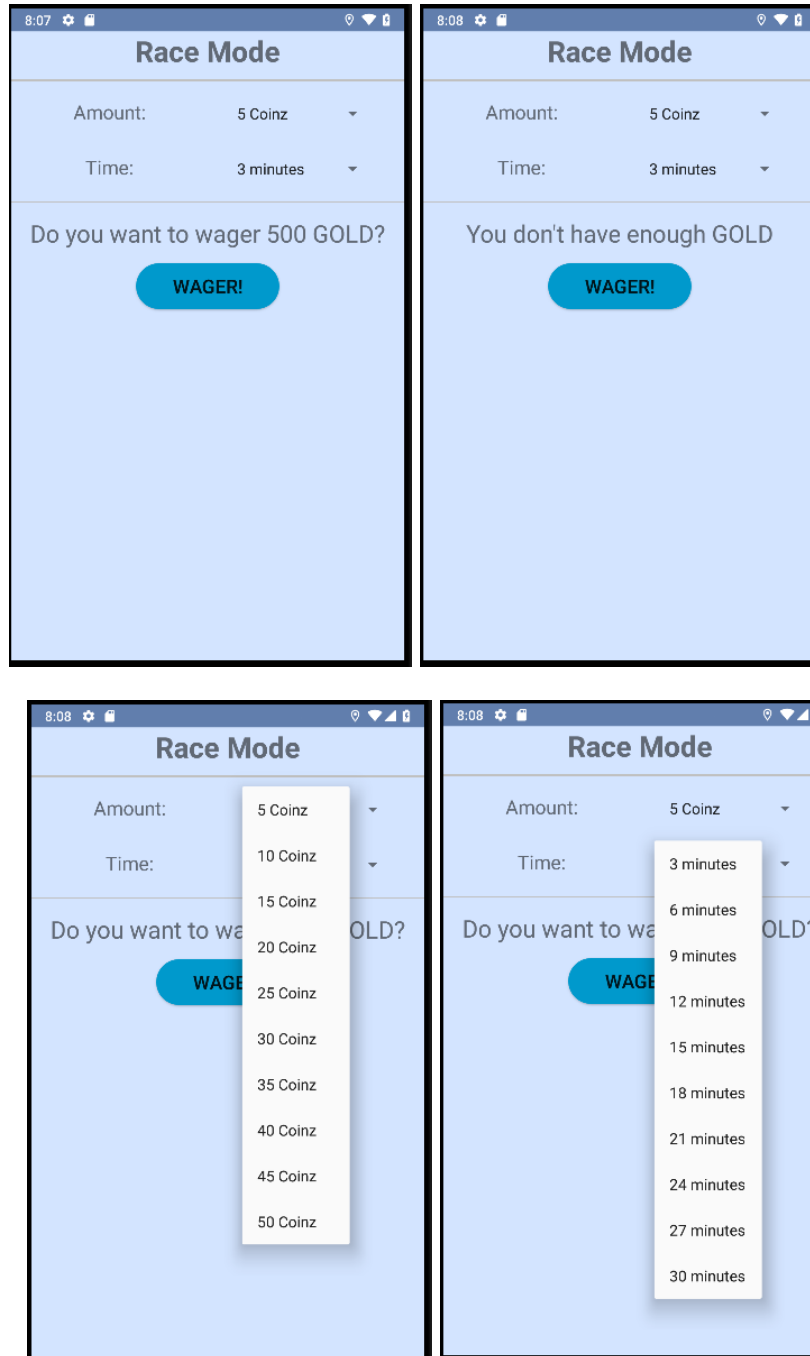 8:07
Race Mode
Amount: 5 Coinz
Time: 3 minutes
Do you want to wager 500 GOLD?
WAGER!
8:08
Race Mode
Amount: 5 Coinz
Time: 3 minutes
You don't have enough GOLD
WAGER!
8:08
Race Mode
Amount: 5 Coinz
10 Coinz
Time:
15 Coinz
Do you want to wa OLD?
20 Coinz
WAGE 25 Coinz
30 Coinz
35 Coinz
40 Coinz
45 Coinz
50 Coinz
8:08
Race Mode
Amount: 5 Coinz
Time: 3 minutes
6 minutes
Do you want to wa OLD?
9 minutes
WAGE
12 minutes
15 minutes
18 minutes
21 minutes
24 minutes
27 minutes
30 minutes